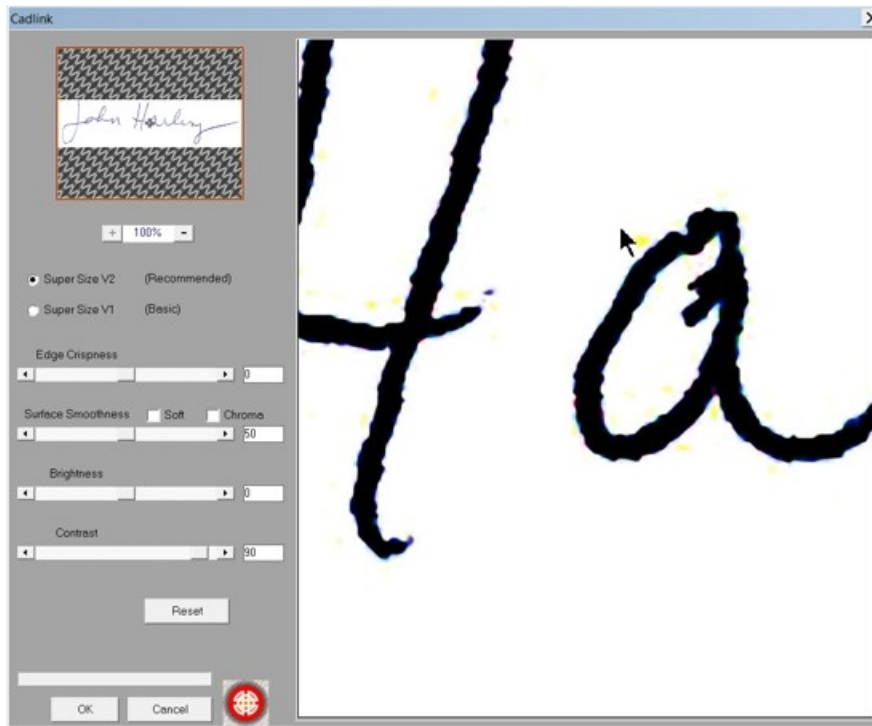 Cadlink
John Harling
+ 100% -
Super Size V2 (Recommended)
Super Size V1 (Basic)
Edge Crispness
0
Surface Smoothness Soft Chroma
50
Brightness
0
Contrast
90
Reset
OK Cancel
Ha